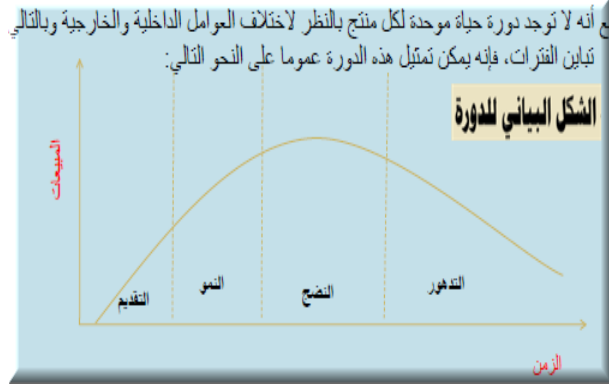 أنه لا توجد دورة حياة موحدة لكل منتج بالنظر لاختلاف العوامل الداخلية والخارجية وبالتالي
تباين الفترات، فإنه يمكن تمثيل هذه الدورة عموما على النحو التالي:
الشكل البياني للدورة
المبيعات
التقديم
النمو
النضج
التدهور
الزمن